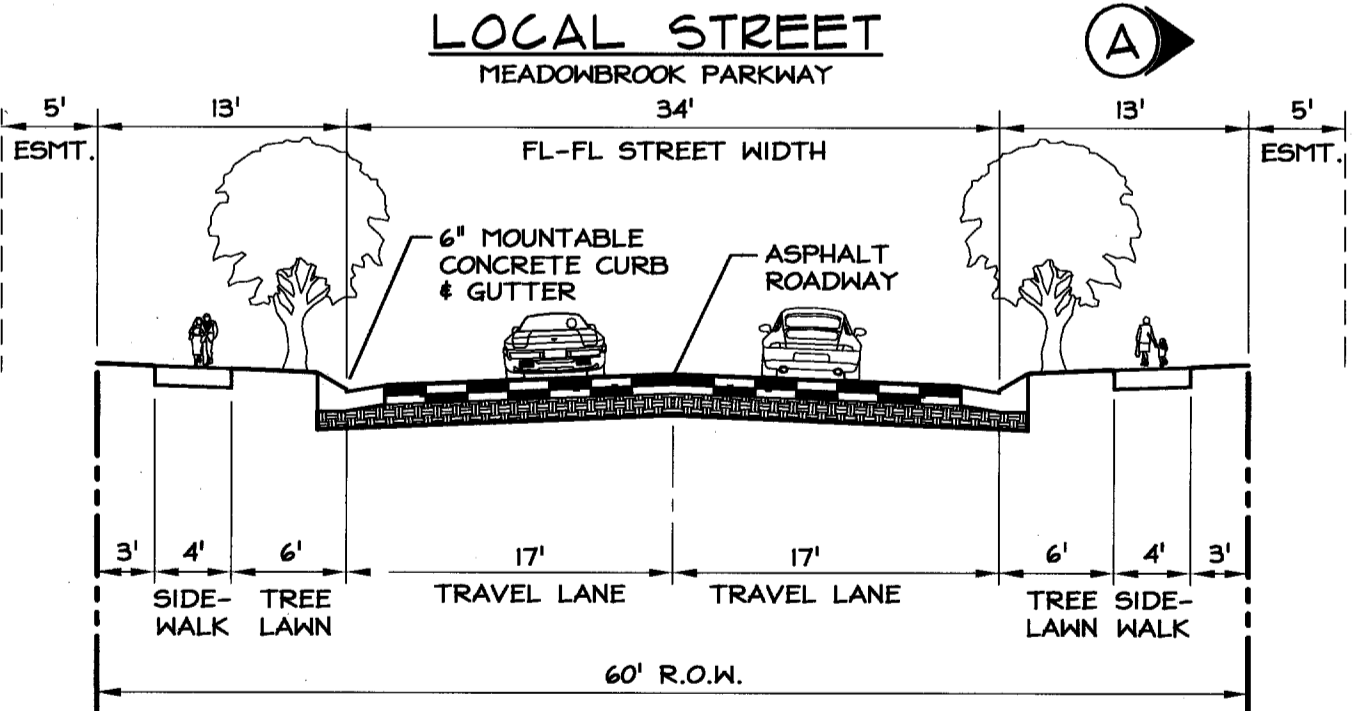 LOCAL STREET
A
MEADOWBROOK PARKWAY
5' 13' 34' 13' 5'
ESMT. FL-FL STREET WIDTH ESMT.
6" MOUNTABLE
CONCRETE CURB
& GUTTER
ASPHALT
ROADWAY
3' 4' 6' 17' 17' 6' 4' 3'
SIDE-
WALK
TREE
LAWN
TRAVEL LANE
TRAVEL LANE
TREE
LAWN
SIDE-
WALK
60' R.O.W.